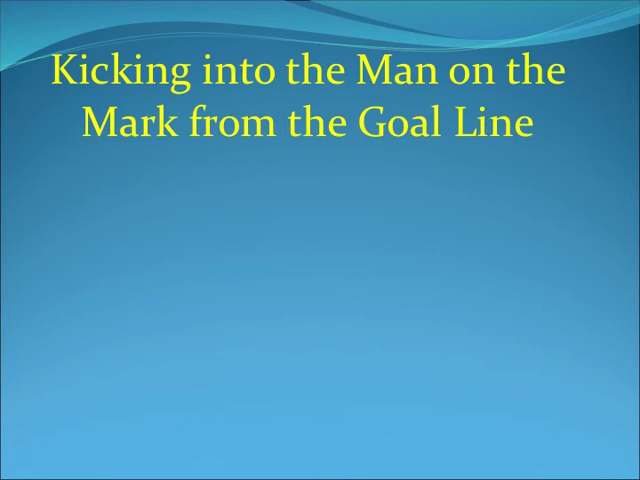 Kicking into the Man on the
Mark from the Goal Line